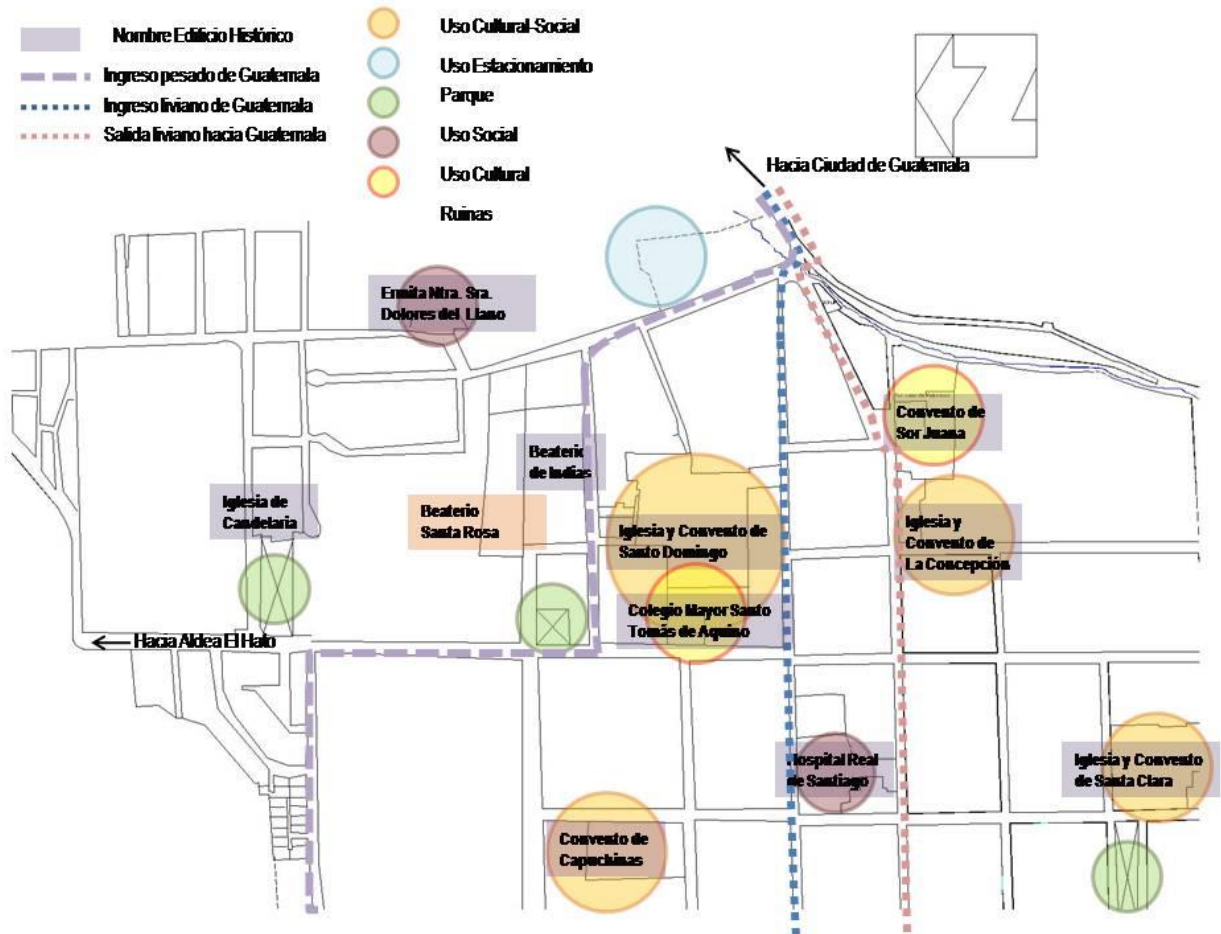 Nombre Edificio Histórico
Ingreso pesado de Guatemala
Ingreso liviano de Guatemala
Salida liviano hacia Guatemala
Uso Cultural-Social
Uso Estacionamiento
Parque
Uso Social
Uso Cultural
Ruinas
Hacia Ciudad de Guatemala
Ermita Ntra. Sra.
Dolores del Llano
Convento de
Sor Juana
Beaterio
de Indias
Iglesia de
Candelaria
Beaterio
Santa Rosa
Iglesia y Convento de
Santo Domingo
Iglesia y
Convento de
La Concepción
Colegio Mayor Santo
Tomás de Aquino
Hacia Aldea El Hato
Hospital Real
de Santiago
Iglesia y Convento
de Santa Clara
Convento de
Capuchinas